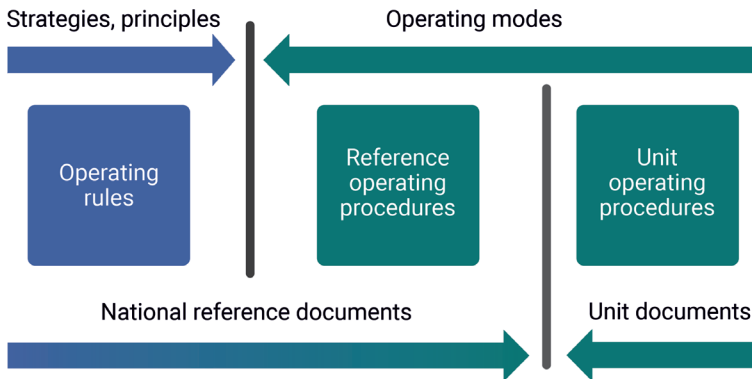 Strategies, principles
Operating modes
Operating
rules
Reference
operating
procedures
Unit
operating
procedures
National reference documents
Unit documents